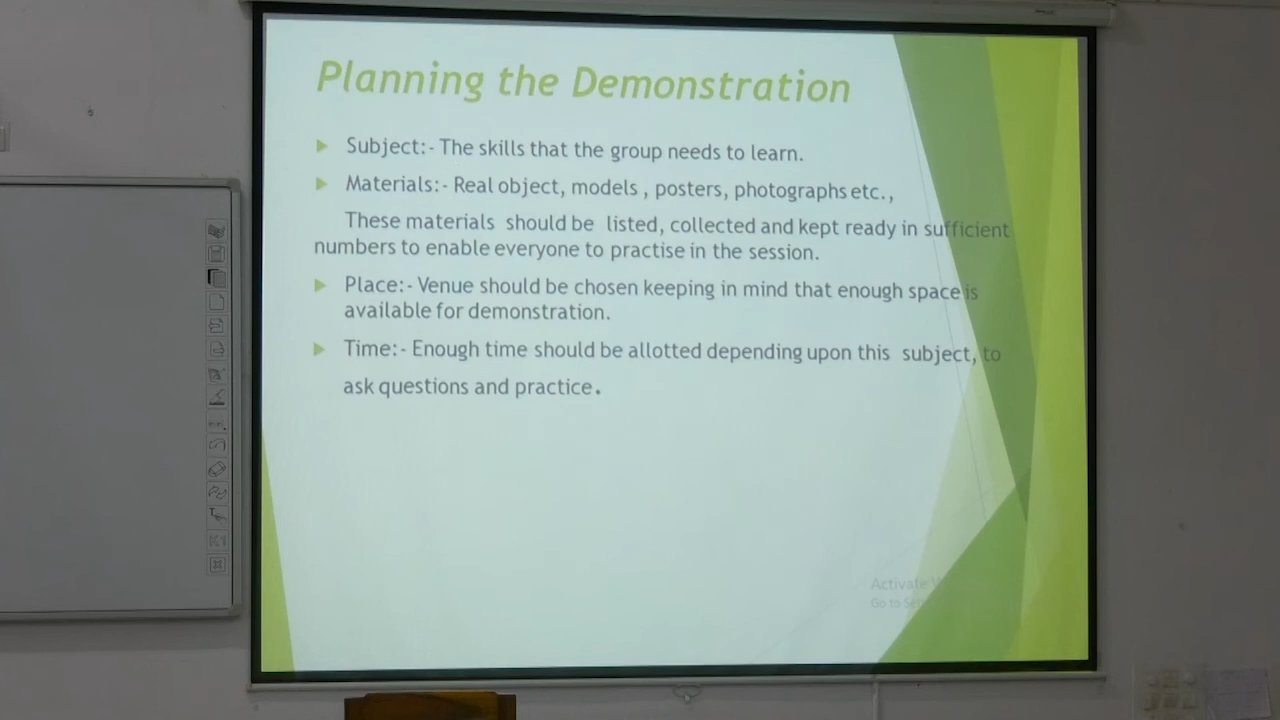 Planning the Demonstration
Subject:- The skills that the group needs to learn.
Materials:- Real object, models , posters, photographs etc.,
These materials should be listed, collected and kept ready in sufficient
numbers to enable everyone to practise in the session.
Place:- Venue should be chosen keeping in mind that enough space is
available for demonstration.
Time:- Enough time should be allotted depending upon this subject, to
ask questions and practice.
Activate
Go to